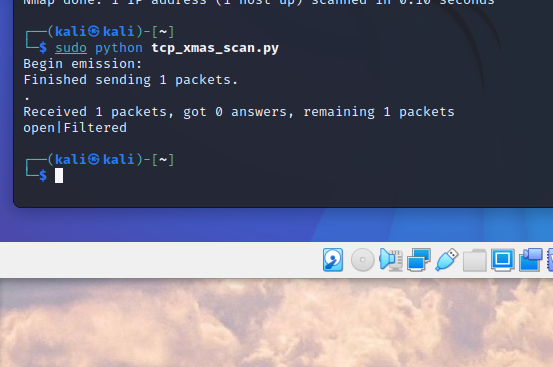 Nmap done: 1 IP address (1 host up) scanned in 0.10 seconds
┌──(kali㉿kali)-[~]
└─$ sudo python tcp_xmas_scan.py
Begin emission:
Finished sending 1 packets.
.
Received 1 packets, got 0 answers, remaining 1 packets
open|Filtered
┌──(kali㉿kali)-[~]
└─$